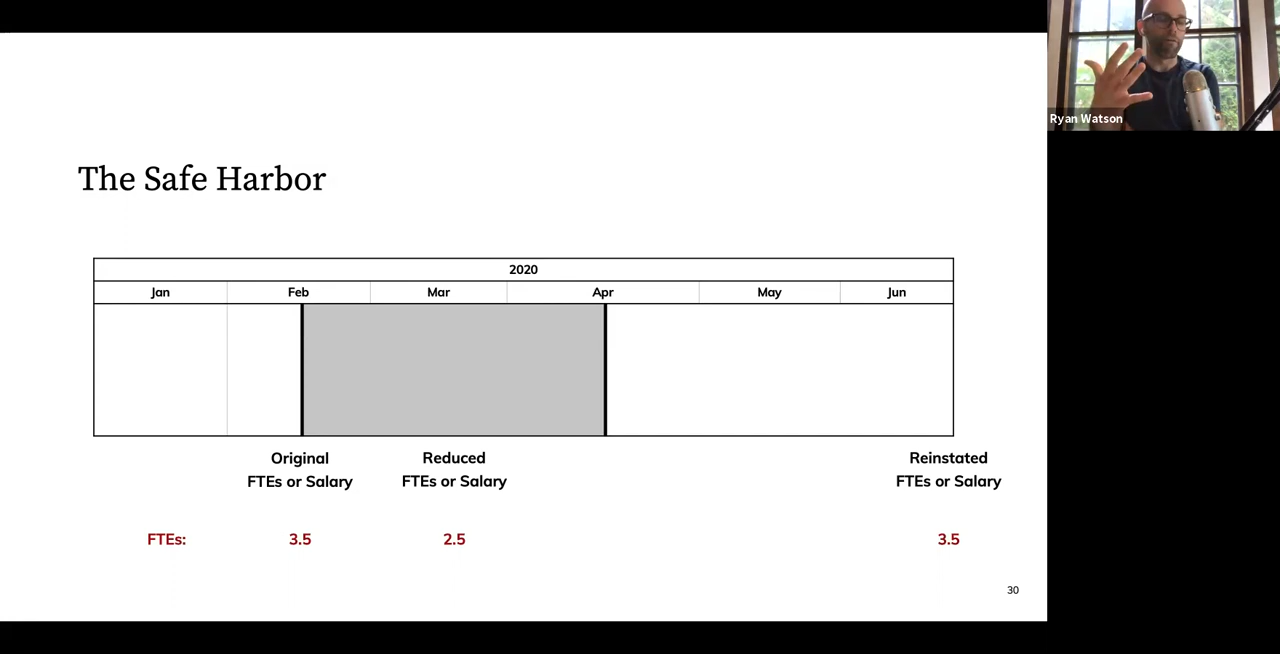 Ryan Watson
The Safe Harbor
2020
Jan Feb Mar Apr May Jun
Original Reduced Reinstated
FTEs or Salary FTEs or Salary FTEs or Salary
FTEs: 3.5 2.5 3.5
30